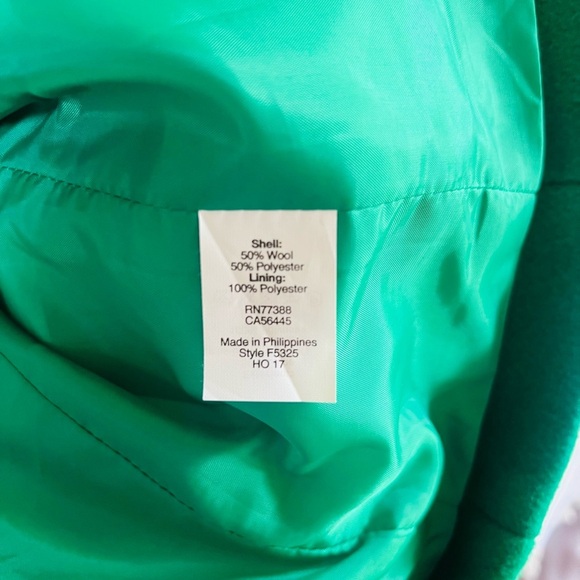 Shell:
50% Wool
50% Polyester
Lining:
100% Polyester
RN77388
CA56445
Made in Philippines
Style F5325
HO 17